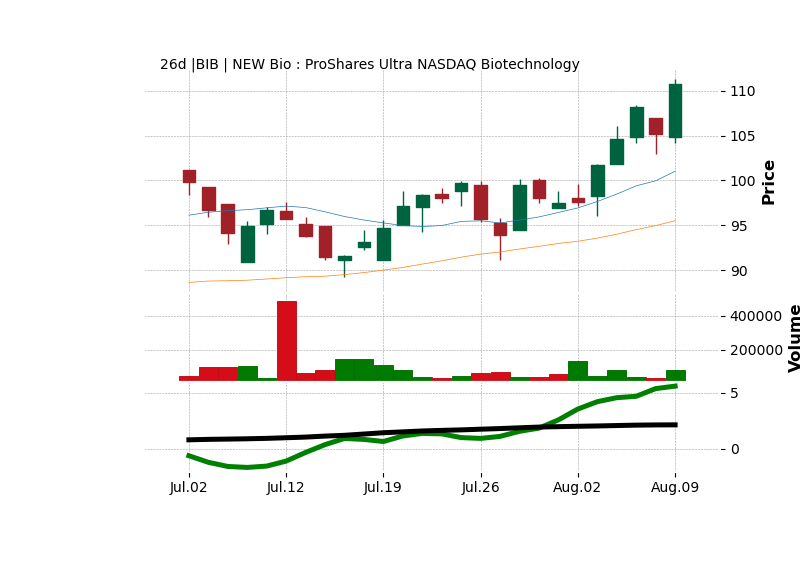 26d |BIB | NEW Bio : ProShares Ultra NASDAQ Biotechnology
110
105
100
95
90
Price
400000
200000
Volume
5
0
Jul.02 Jul.12 Jul.19 Jul.26 Aug.02 Aug.09